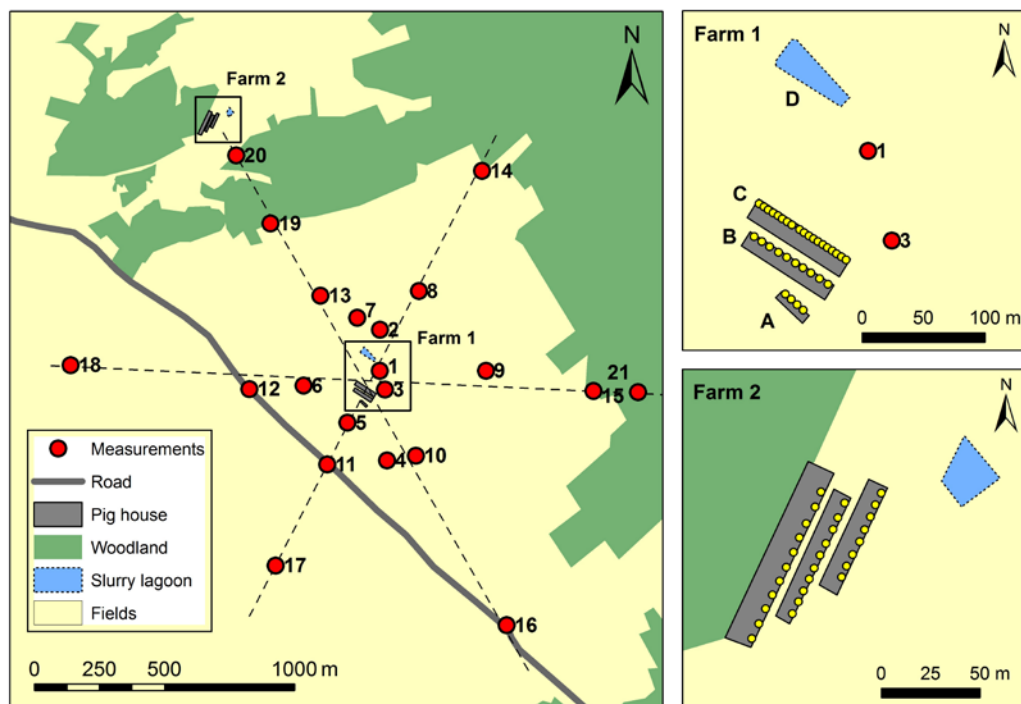 N
Farm 2
20
14
19
13
7
8
2
Farm 1
1
18
12
6
3
9
21
15
5
4
10
11
17
16
Measurements
Road
Pig house
Woodland
Slurry lagoon
Fields
0 250 500 1000 m
Farm 1
N
D
1
C
B
3
A
0 50 100 m
Farm 2
N
0 25 50 m